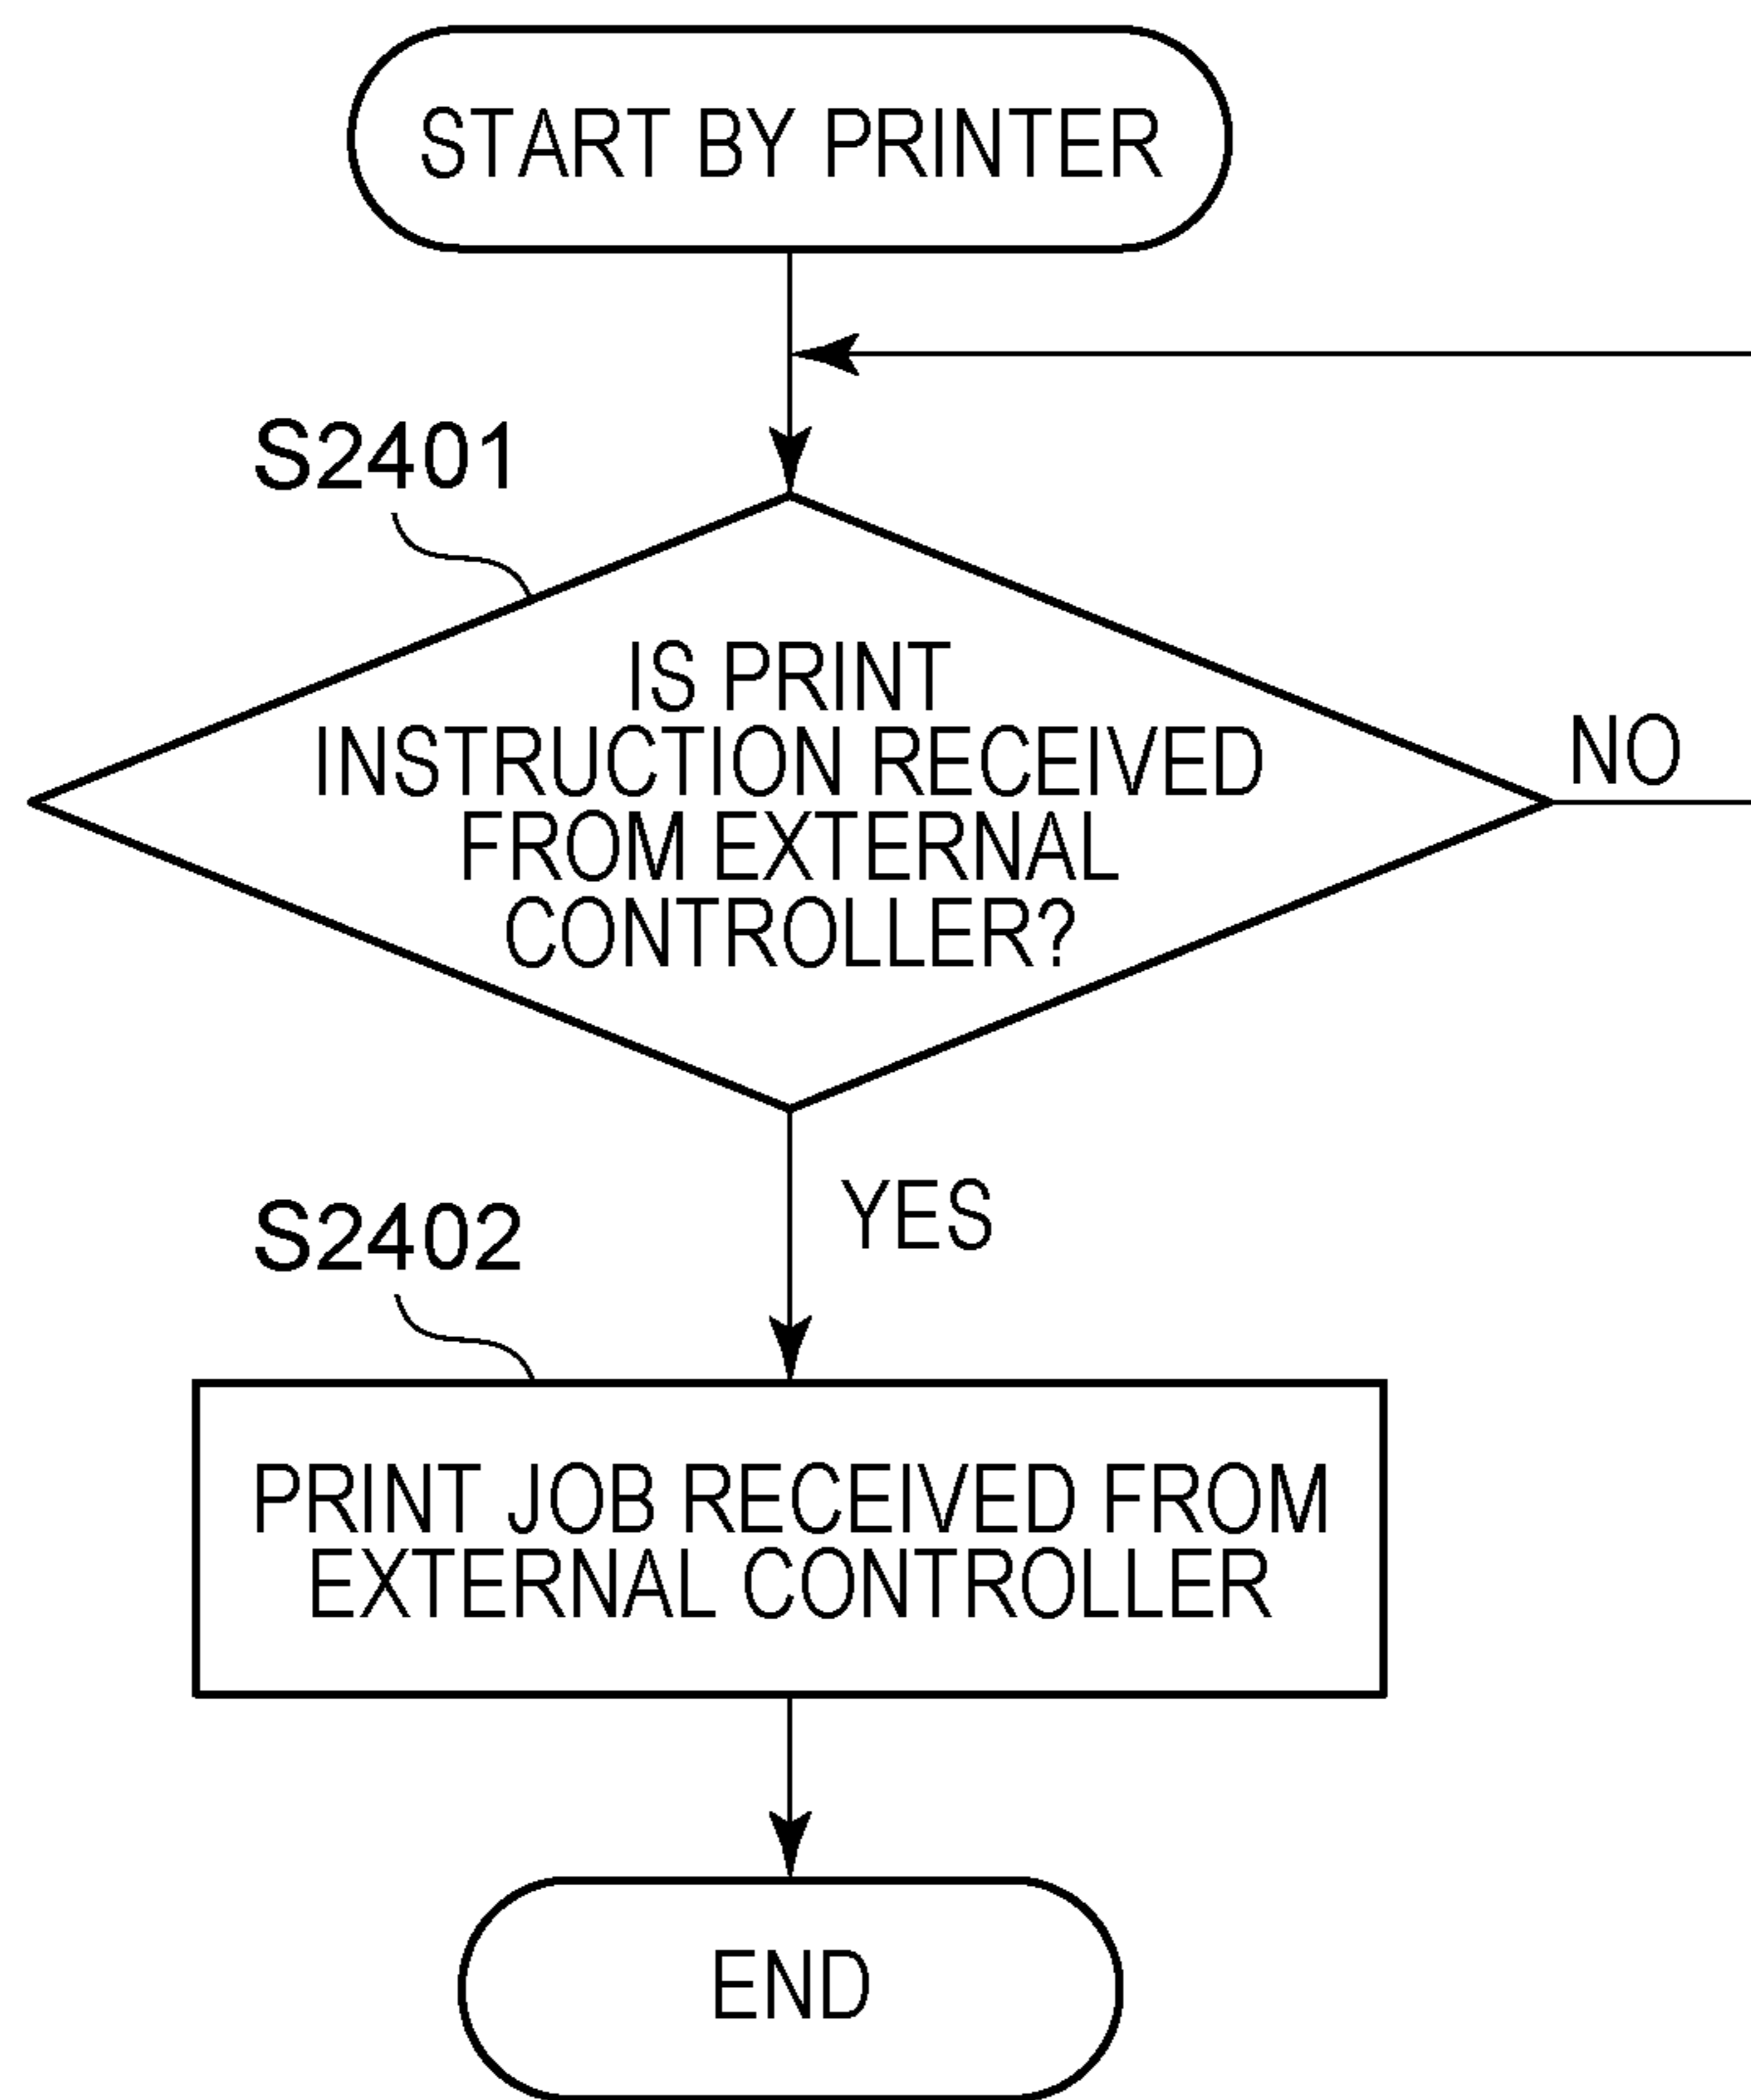 START BY PRINTER
S2401
IS PRINT
INSTRUCTION RECEIVED
FROM EXTERNAL
CONTROLLER?
NO
YES
S2402
PRINT JOB RECEIVED FROM
EXTERNAL CONTROLLER
END